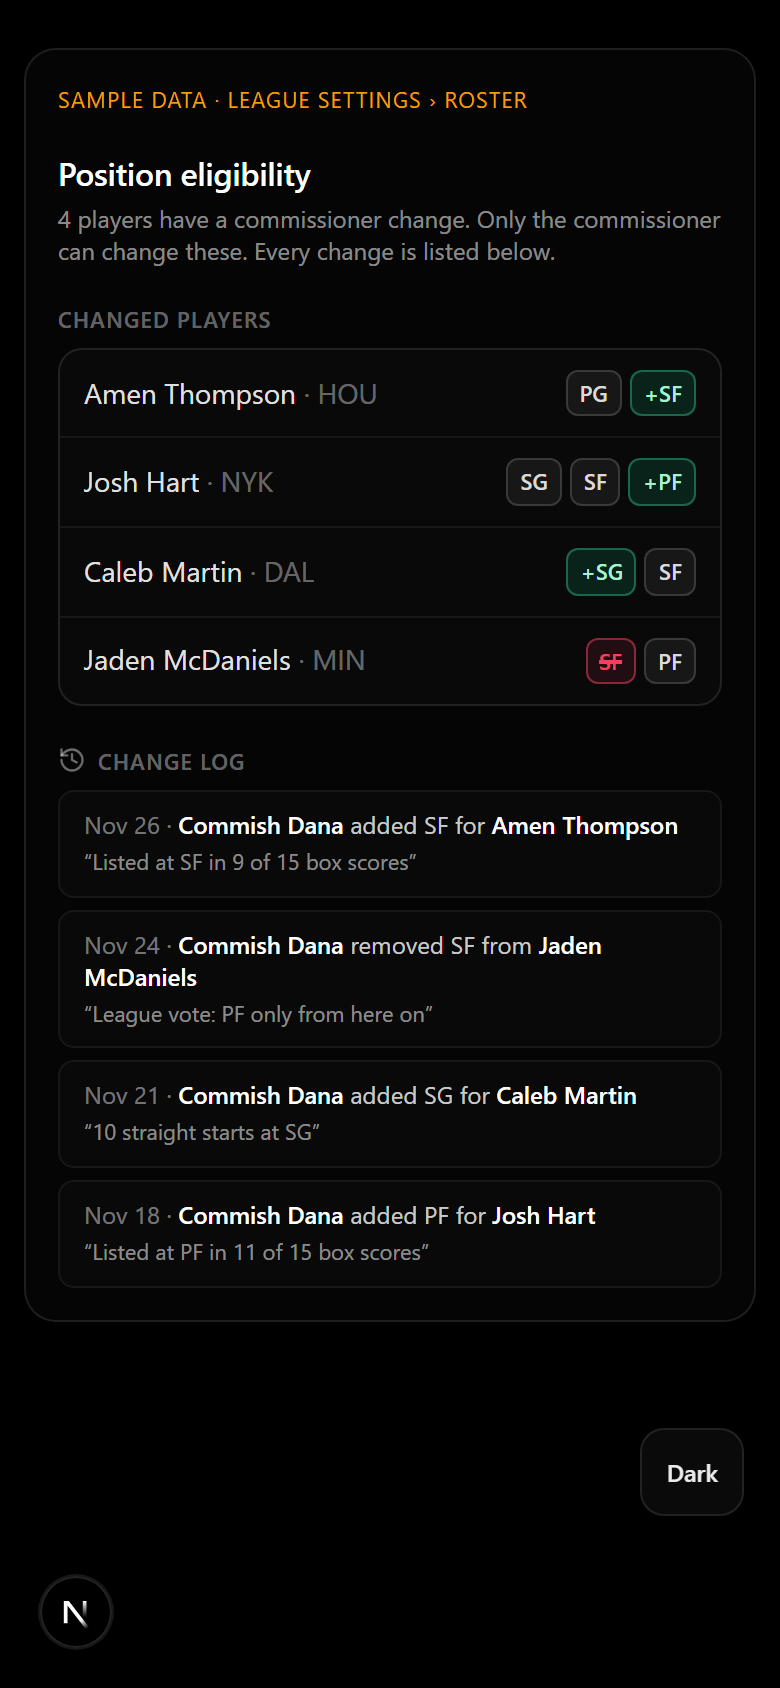 SAMPLE DATA · LEAGUE SETTINGS › ROSTER
Position eligibility
4 players have a commissioner change. Only the commissioner
can change these. Every change is listed below.
CHANGED PLAYERS
Amen Thompson · HOU PG +SF
Josh Hart · NYK SG SF +PF
Caleb Martin · DAL +SG SF
Jaden McDaniels · MIN SF PF
CHANGE LOG
Nov 26 · Commish Dana added SF for Amen Thompson
“Listed at SF in 9 of 15 box scores”
Nov 24 · Commish Dana removed SF from Jaden
McDaniels
“League vote: PF only from here on”
Nov 21 · Commish Dana added SG for Caleb Martin
“10 straight starts at SG”
Nov 18 · Commish Dana added PF for Josh Hart
“Listed at PF in 11 of 15 box scores”
Dark
N